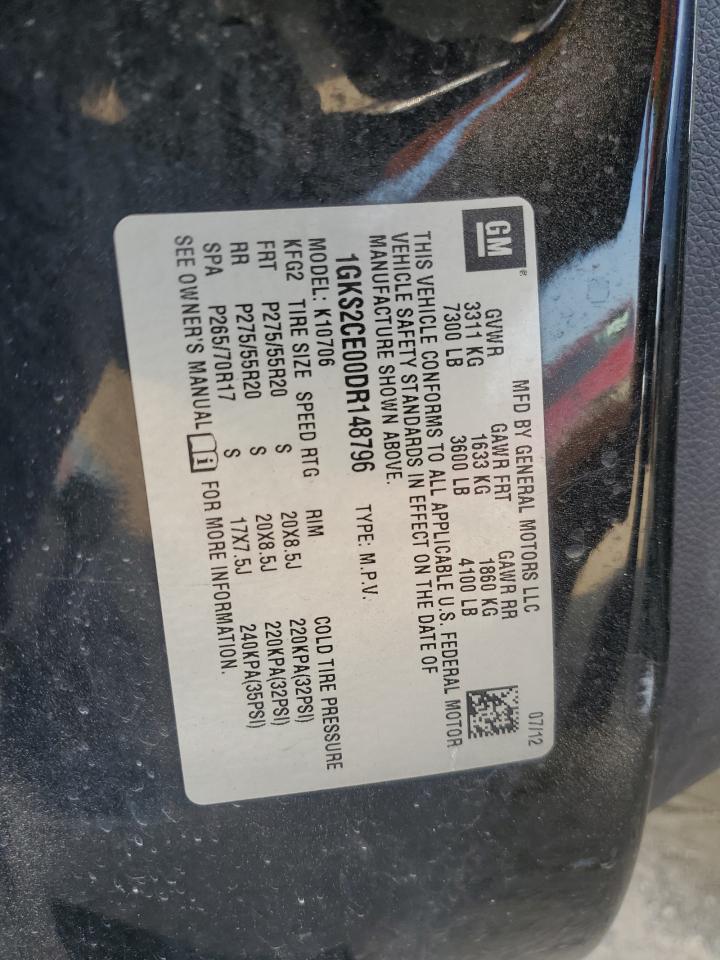 GM®
MFD BY GENERAL MOTORS LLC 07/12
GVWR GAWR FRT GAWR RR
3311 KG 1633 KG 1860 KG
7300 LB 3600 LB 4100 LB
THIS VEHICLE CONFORMS TO ALL APPLICABLE U.S. FEDERAL MOTOR
VEHICLE SAFETY STANDARDS IN EFFECT ON THE DATE OF
MANUFACTURE SHOWN ABOVE.
1GKS2CE00DR148796 TYPE: M.P.V.
MODEL: K10706
KFG2 TIRE SIZE SPEED RTG RIM COLD TIRE PRESSURE
FRT P275/55R20 S 20X8.5J 220KPA(32PSI)
RR P275/55R20 S 20X8.5J 220KPA(32PSI)
SPA P265/70R17 S 17X7.5J 240KPA(35PSI)
SEE OWNER'S MANUAL i FOR MORE INFORMATION.